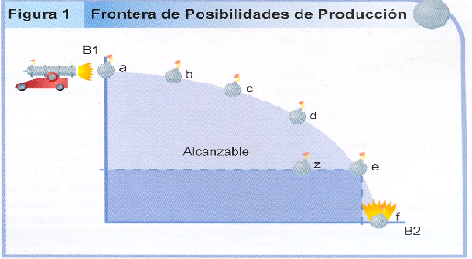 Figura 1 Frontera de Posibilidades de Producción
B1
a
b
c
d
Alcanzable
z
e
f
B2